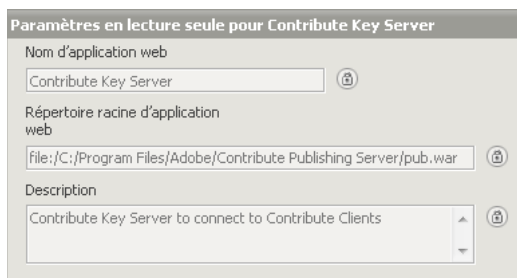 Paramètres en lecture seule pour Contribute Key Server
Nom d'application web
Contribute Key Server
Répertoire racine d'application
web
file:/C:/Program Files/Adobe/Contribute Publishing Server/pub.war
Description
Contribute Key Server to connect to Contribute Clients